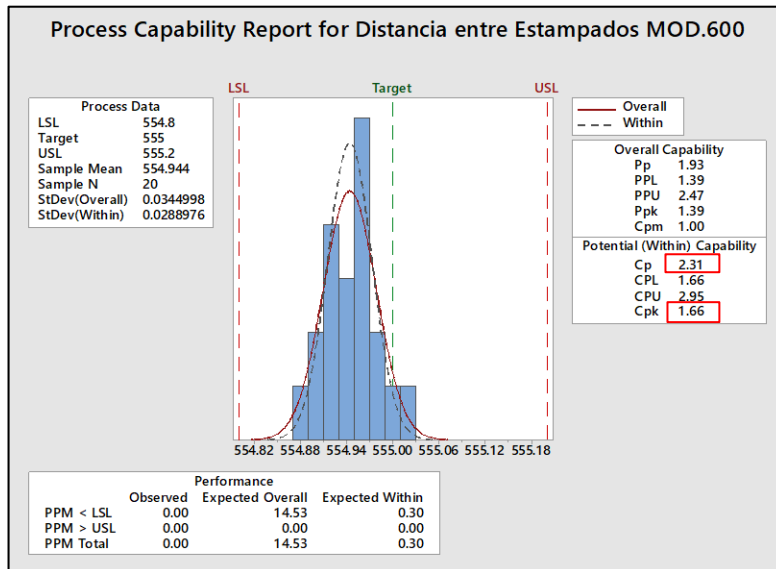 Process Capability Report for Distancia entre Estampados MOD.600
LSL Target USL
Process Data
LSL 554.8
Target 555
USL 555.2
Sample Mean 554.944
Sample N 20
StDev(Overall) 0.0344998
StDev(Within) 0.0288976
Overall
Within
Overall Capability
Pp 1.93
PPL 1.39
PPU 2.47
Ppk 1.39
Cpm 1.00
Potential (Within) Capability
Cp 2.31
CPL 1.66
CPU 2.95
Cpk 1.66
554.82 554.88 554.94 555.00 555.06 555.12 555.18
Performance
Observed Expected Overall Expected Within
PPM < LSL 0.00 14.53 0.30
PPM > USL 0.00 0.00 0.00
PPM Total 0.00 14.53 0.30